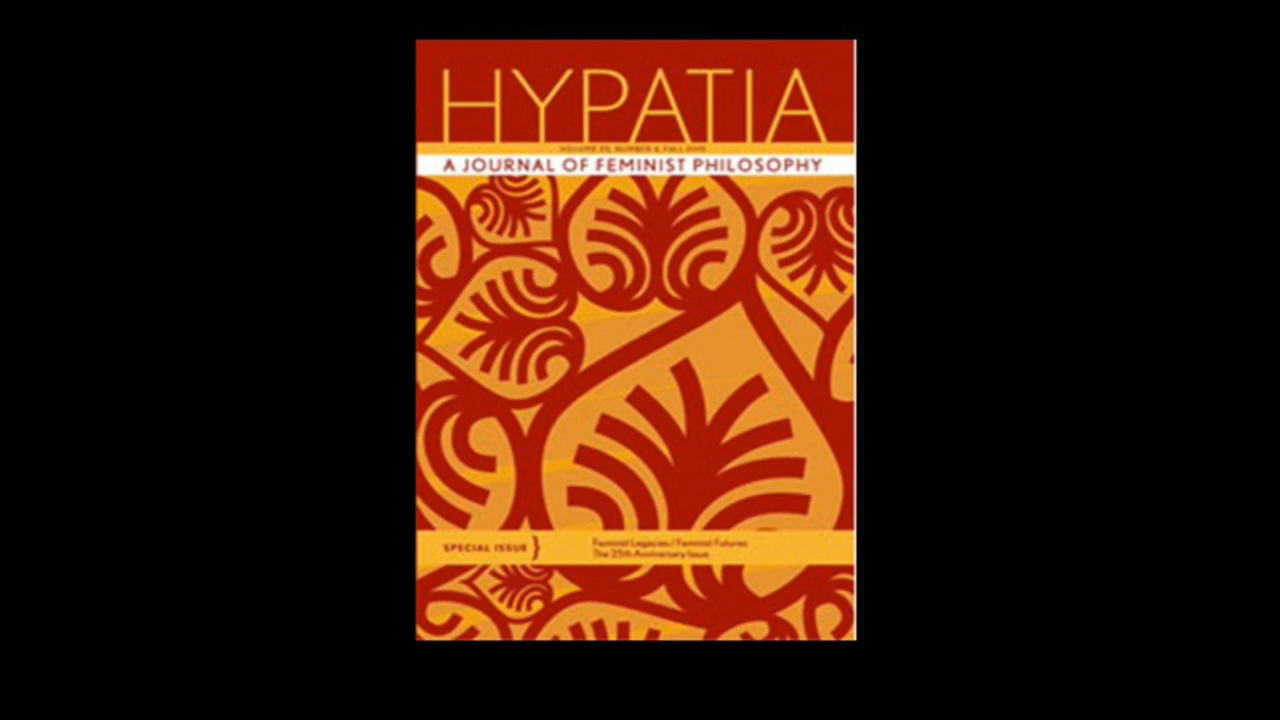 HYPATIA
VOLUME 25, NUMBER 4, FALL 2010
A JOURNAL OF FEMINIST PHILOSOPHY
SPECIAL ISSUE }
Feminist Legacies / Feminist Futures
The 25th Anniversary Issue